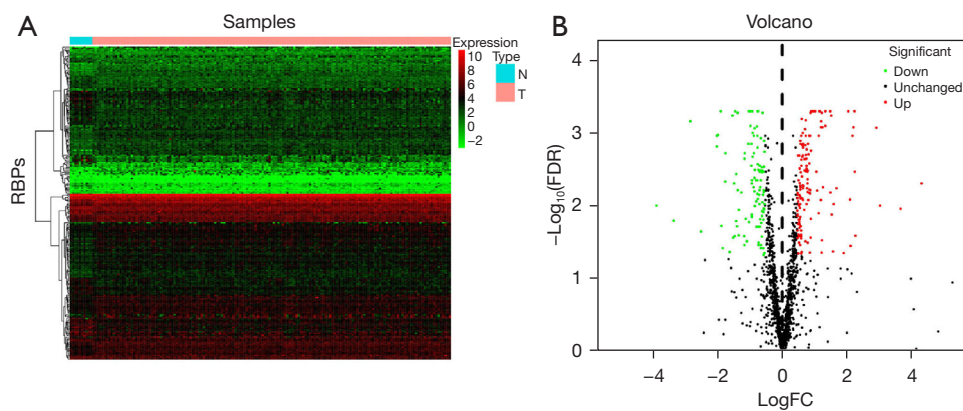 A
Samples
Expression
10
8
6
4
2
0
−2
Type
N
T
RBPs
B
Volcano
Significant
Down
Unchanged
Up
−Log10(FDR)
4
3
2
1
0
−4
−2
0
2
4
LogFC